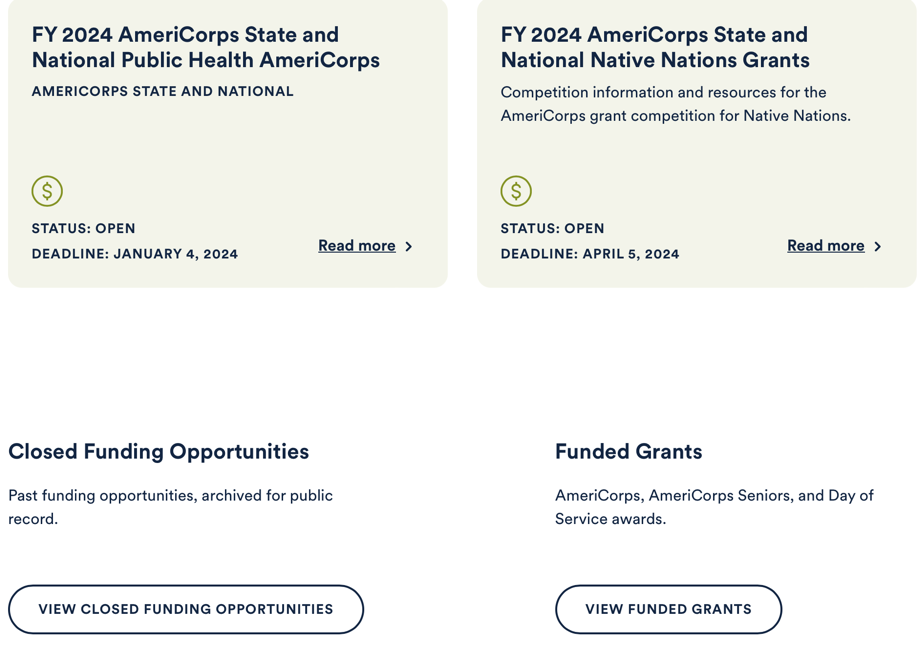 FY 2024 AmeriCorps State and
National Public Health AmeriCorps
AMERICORPS STATE AND NATIONAL
$
STATUS: OPEN
DEADLINE: JANUARY 4, 2024
Read more
FY 2024 AmeriCorps State and
National Native Nations Grants
Competition information and resources for the
AmeriCorps grant competition for Native Nations.
$
STATUS: OPEN
DEADLINE: APRIL 5, 2024
Read more
Closed Funding Opportunities
Past funding opportunities, archived for public
record.
VIEW CLOSED FUNDING OPPORTUNITIES
Funded Grants
AmeriCorps, AmeriCorps Seniors, and Day of
Service awards.
VIEW FUNDED GRANTS